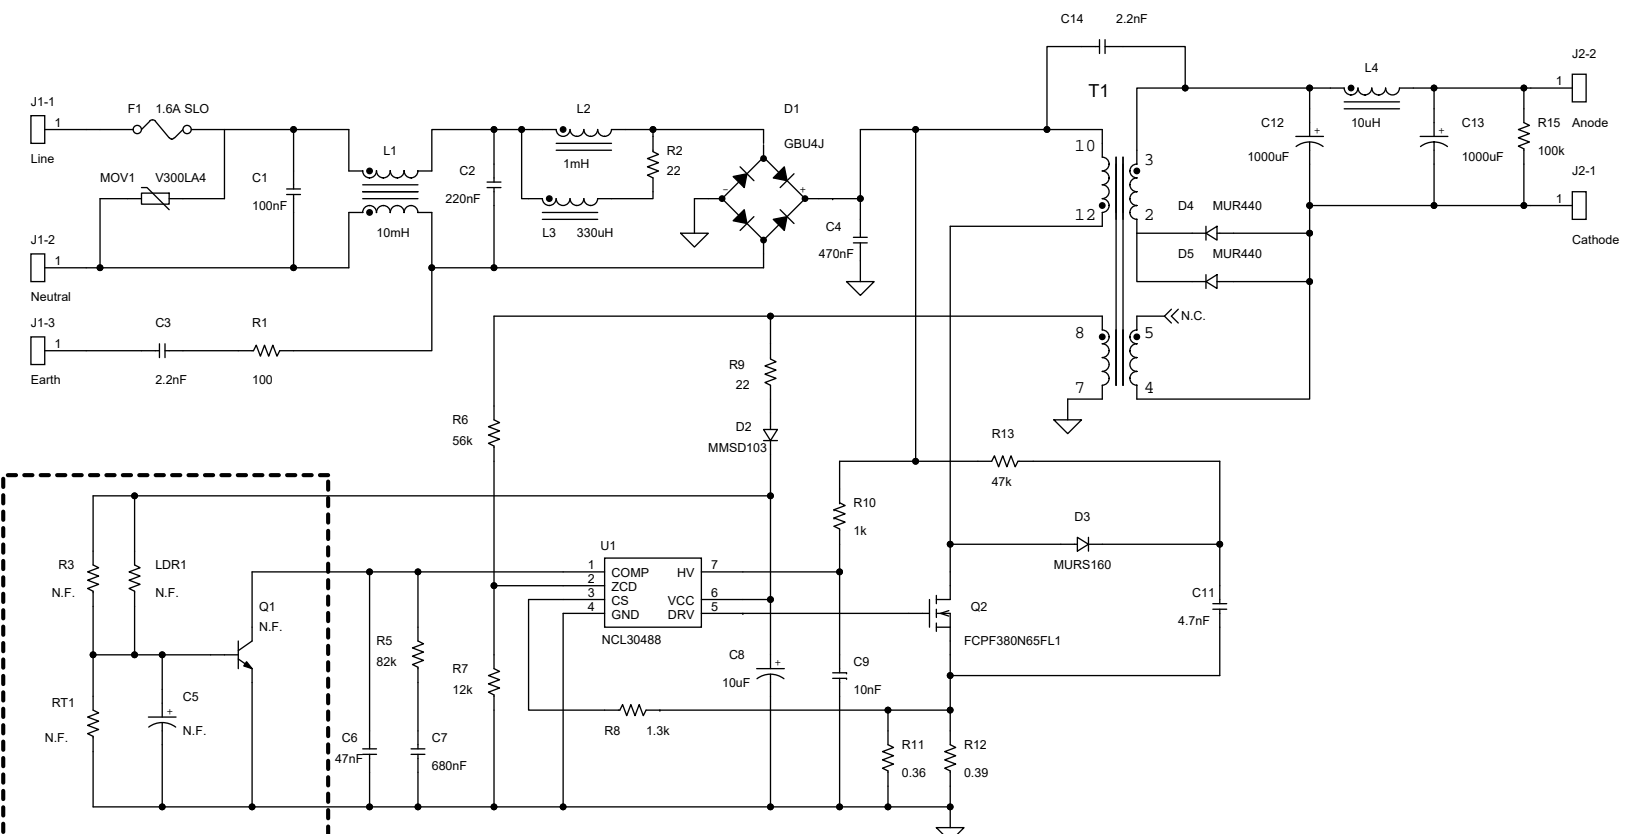 C14 2.2nF
J2-2
L4
T1
J1-1
F1 1.6A SLO
L2
D1
1
1
10uH
C12
1000uF
C13
1000uF
R15
100k
Anode
Line
L1
1mH
R2
22
GBU4J
10
3
MOV1 V300LA4
C1
100nF
C2
220nF
-
+
J2-1
1
10mH
L3 330uH
C4
470nF
12
2
D4 MUR440
J1-2
1
D5 MUR440
Cathode
Neutral
J1-3
1
C3
R1
8
5
N.C.
Earth
2.2nF
100
R9
22
7
4
R6
56k
D2
MMSD103
R13
47k
R10
1k
D3
MURS160
U1
R3
N.F.
LDR1
N.F.
1 COMP HV 7
2 ZCD
3 CS VCC 6
4 GND DRV 5
NCL30488
C11
4.7nF
Q1
N.F.
Q2
FCPF380N65FL1
R5
82k
R7
12k
C8
10uF
+
C9
10nF
RT1
N.F.
C5
+
N.F.
R8 1.3k
C6
47nF
C7
680nF
R11
0.36
R12
0.39